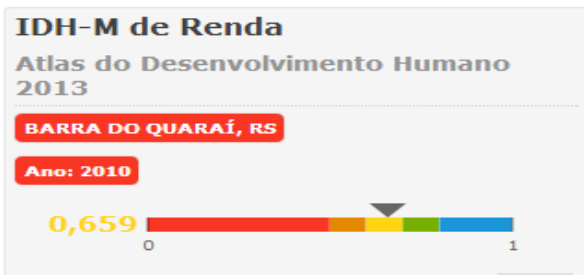 IDH-M de Renda
Atlas do Desenvolvimento Humano
2013
BARRA DO QUARAÍ, RS
Ano: 2010
0,659
0 1